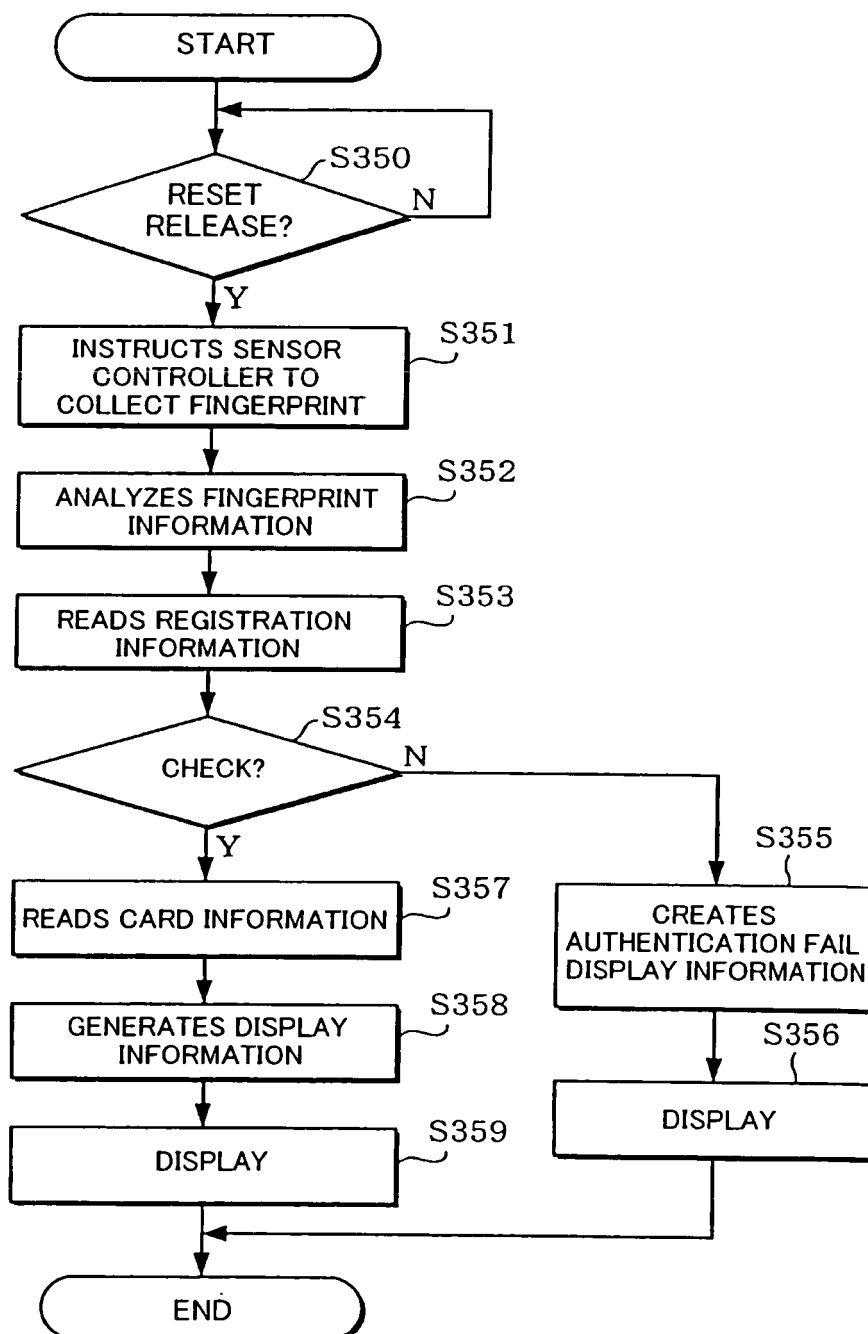 START
S350
RESET
RELEASE?
N
Y
S351
INSTRUCTS SENSOR
CONTROLLER TO
COLLECT FINGERPRINT
S352
ANALYZES FINGERPRINT
INFORMATION
S353
READS REGISTRATION
INFORMATION
S354
CHECK?
N
Y
S355
CREATES
AUTHENTICATION FAIL
DISPLAY INFORMATION
S356
DISPLAY
S357
READS CARD INFORMATION
S358
GENERATES DISPLAY
INFORMATION
S359
DISPLAY
END